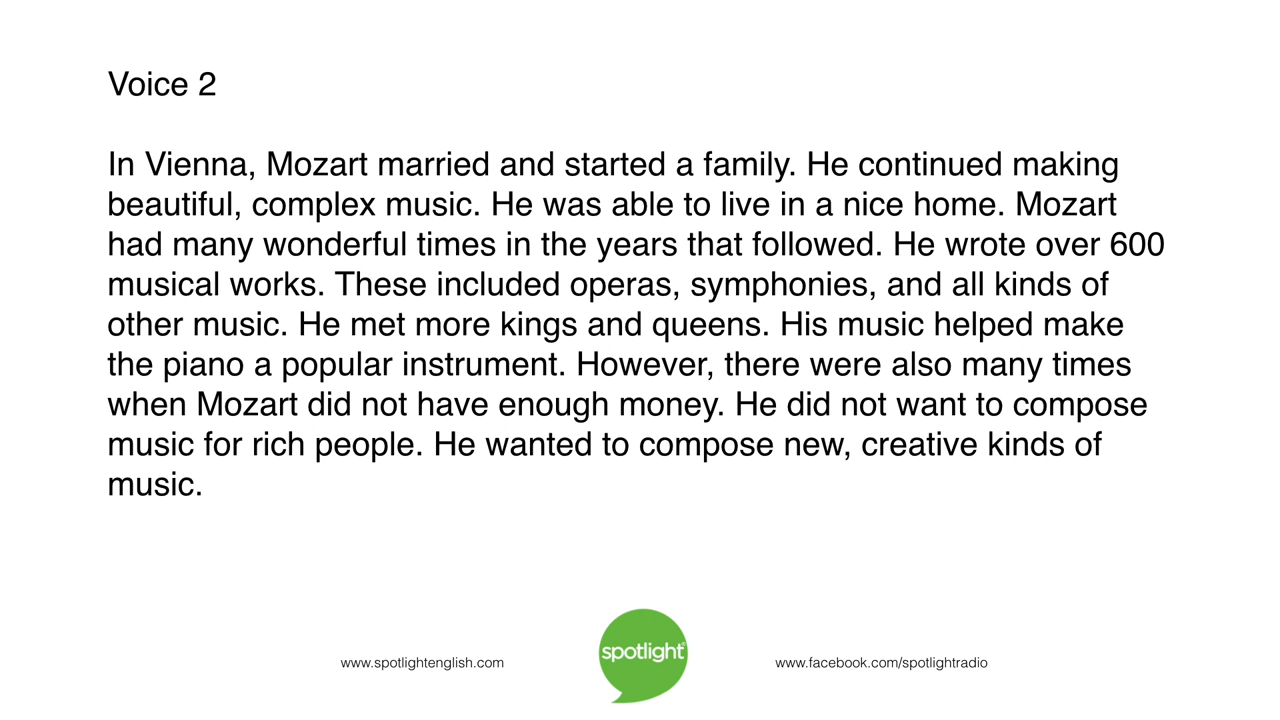 Voice 2
In Vienna, Mozart married and started a family. He continued making
beautiful, complex music. He was able to live in a nice home. Mozart
had many wonderful times in the years that followed. He wrote over 600
musical works. These included operas, symphonies, and all kinds of
other music. He met more kings and queens. His music helped make
the piano a popular instrument. However, there were also many times
when Mozart did not have enough money. He did not want to compose
music for rich people. He wanted to compose new, creative kinds of
music.
www.spotlightenglish.com
spotlight®
www.facebook.com/spotlightradio